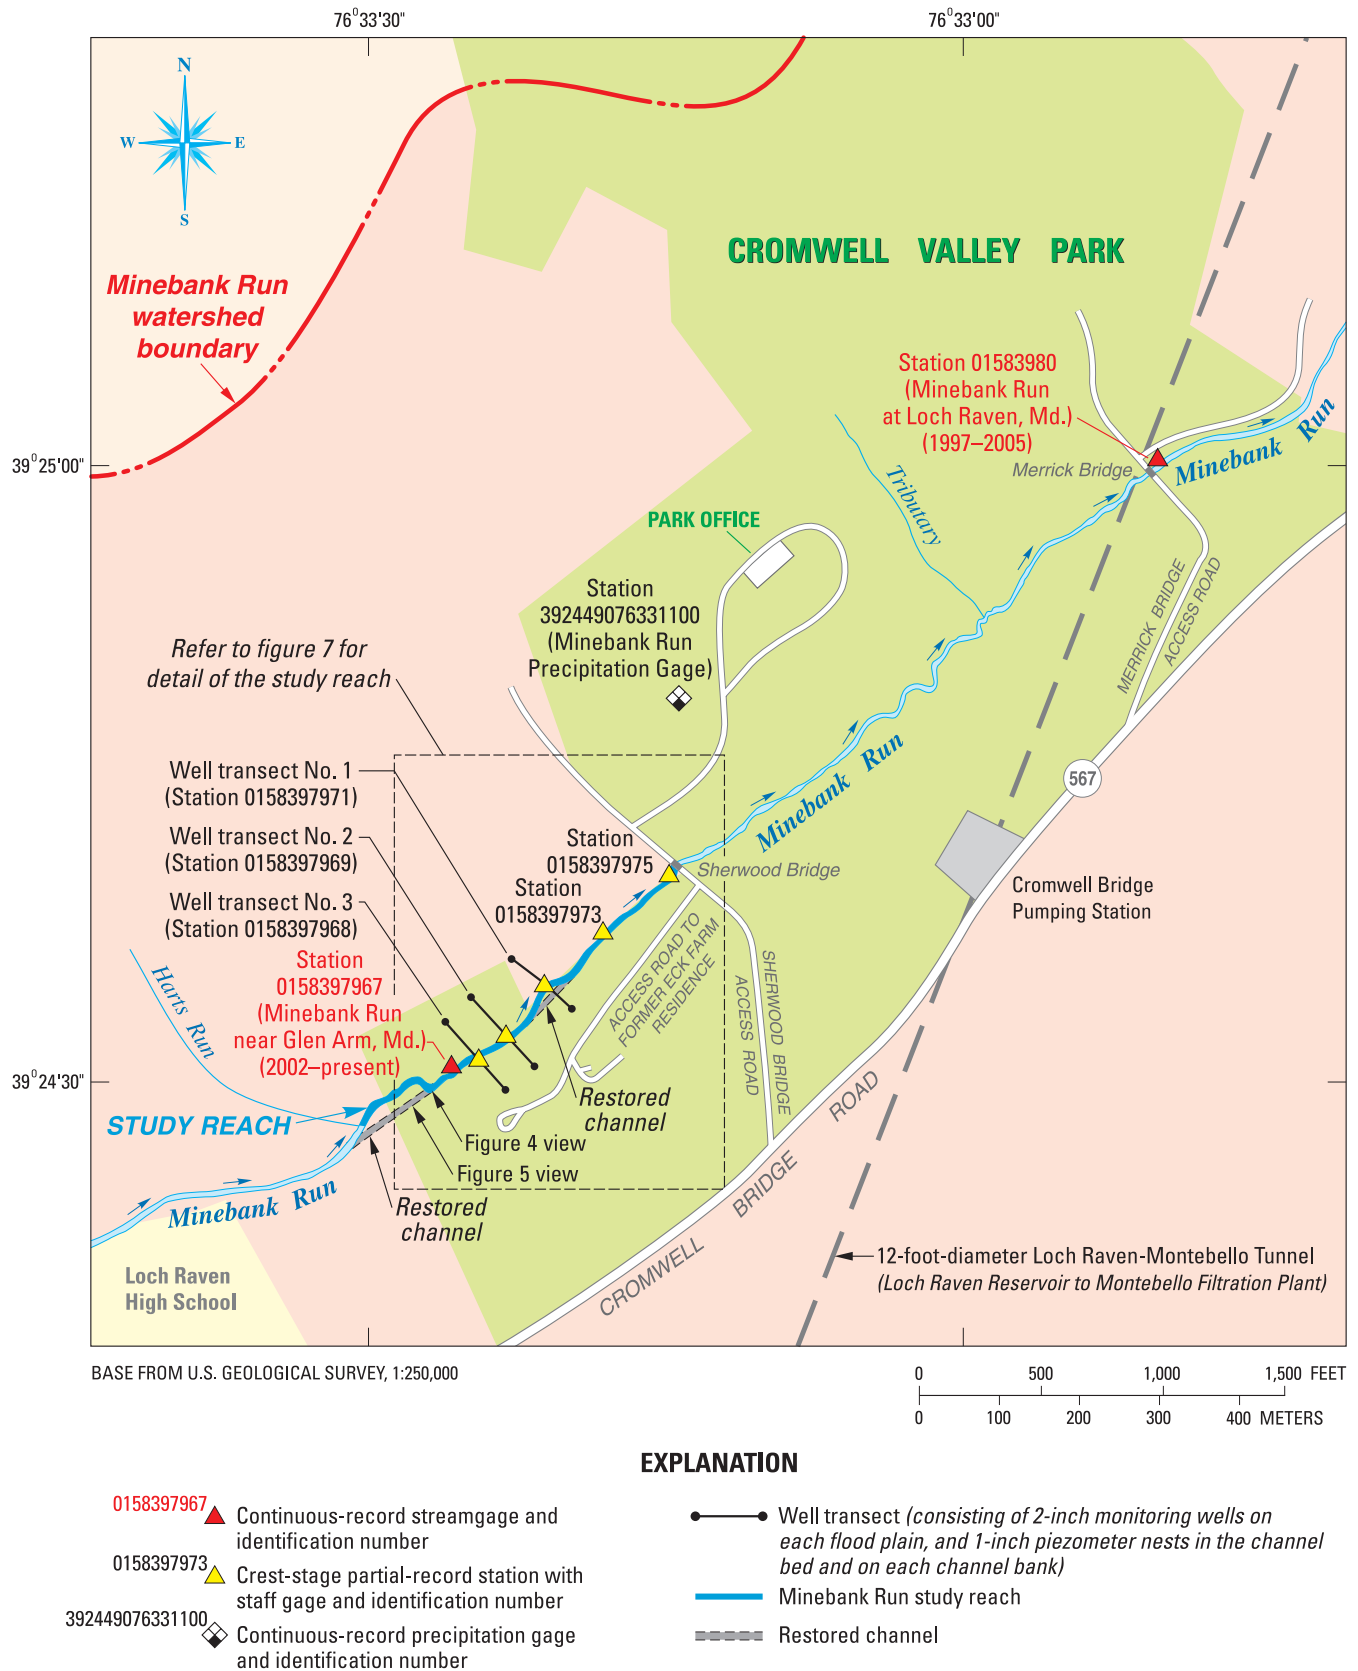 76°33'30"
76°33'00"
N
W
E
S
CROMWELL VALLEY PARK
Minebank Run
watershed
boundary
Station 01583980
(Minebank Run
at Loch Raven, Md.)
(1997–2005)
Minebank Run
39°25'00"
Merrick Bridge
Tributary
PARK OFFICE
Station
392449076331100
(Minebank Run
Precipitation Gage)
MERRICK BRIDGE
ACCESS ROAD
Refer to figure 7 for
detail of the study reach
Minebank Run
567
Well transect No. 1
(Station 0158397971)
Well transect No. 2
(Station 0158397969)
Well transect No. 3
(Station 0158397968)
Station
0158397975
Sherwood Bridge
Station
0158397973
Cromwell Bridge
Pumping Station
Station
0158397967
(Minebank Run
near Glen Arm, Md.)
(2002–present)
Harts Run
ACCESS ROAD TO
FORMER ECK FARM
RESIDENCE
SHERWOOD BRIDGE
ACCESS ROAD
39°24'30"
STUDY REACH
Restored
channel
Figure 4 view
Figure 5 view
Minebank Run
Restored
channel
CROMWELL BRIDGE ROAD
Loch Raven
High School
12-foot-diameter Loch Raven-Montebello Tunnel
(Loch Raven Reservoir to Montebello Filtration Plant)
BASE FROM U.S. GEOLOGICAL SURVEY, 1:250,000
0 500 1,000 1,500 FEET
0 100 200 300 400 METERS
EXPLANATION
0158397967
Continuous-record streamgage and
identification number
0158397973
Crest-stage partial-record station with
staff gage and identification number
392449076331100
Continuous-record precipitation gage
and identification number
Well transect (consisting of 2-inch monitoring wells on
each flood plain, and 1-inch piezometer nests in the channel
bed and on each channel bank)
Minebank Run study reach
Restored channel